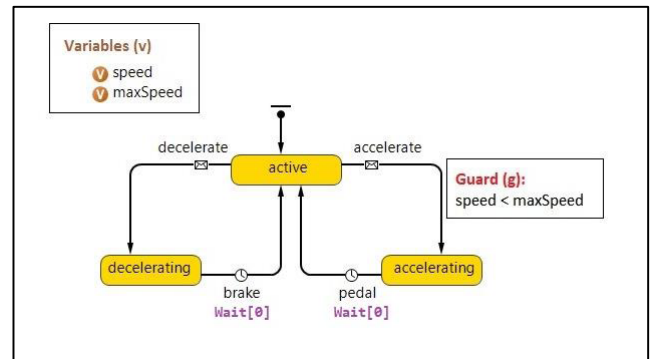 Variables (v)
V speed
V maxSpeed
decelerate
accelerate
active
Guard (g):
speed < maxSpeed
decelerating
accelerating
brake
Wait[0]
pedal
Wait[0]